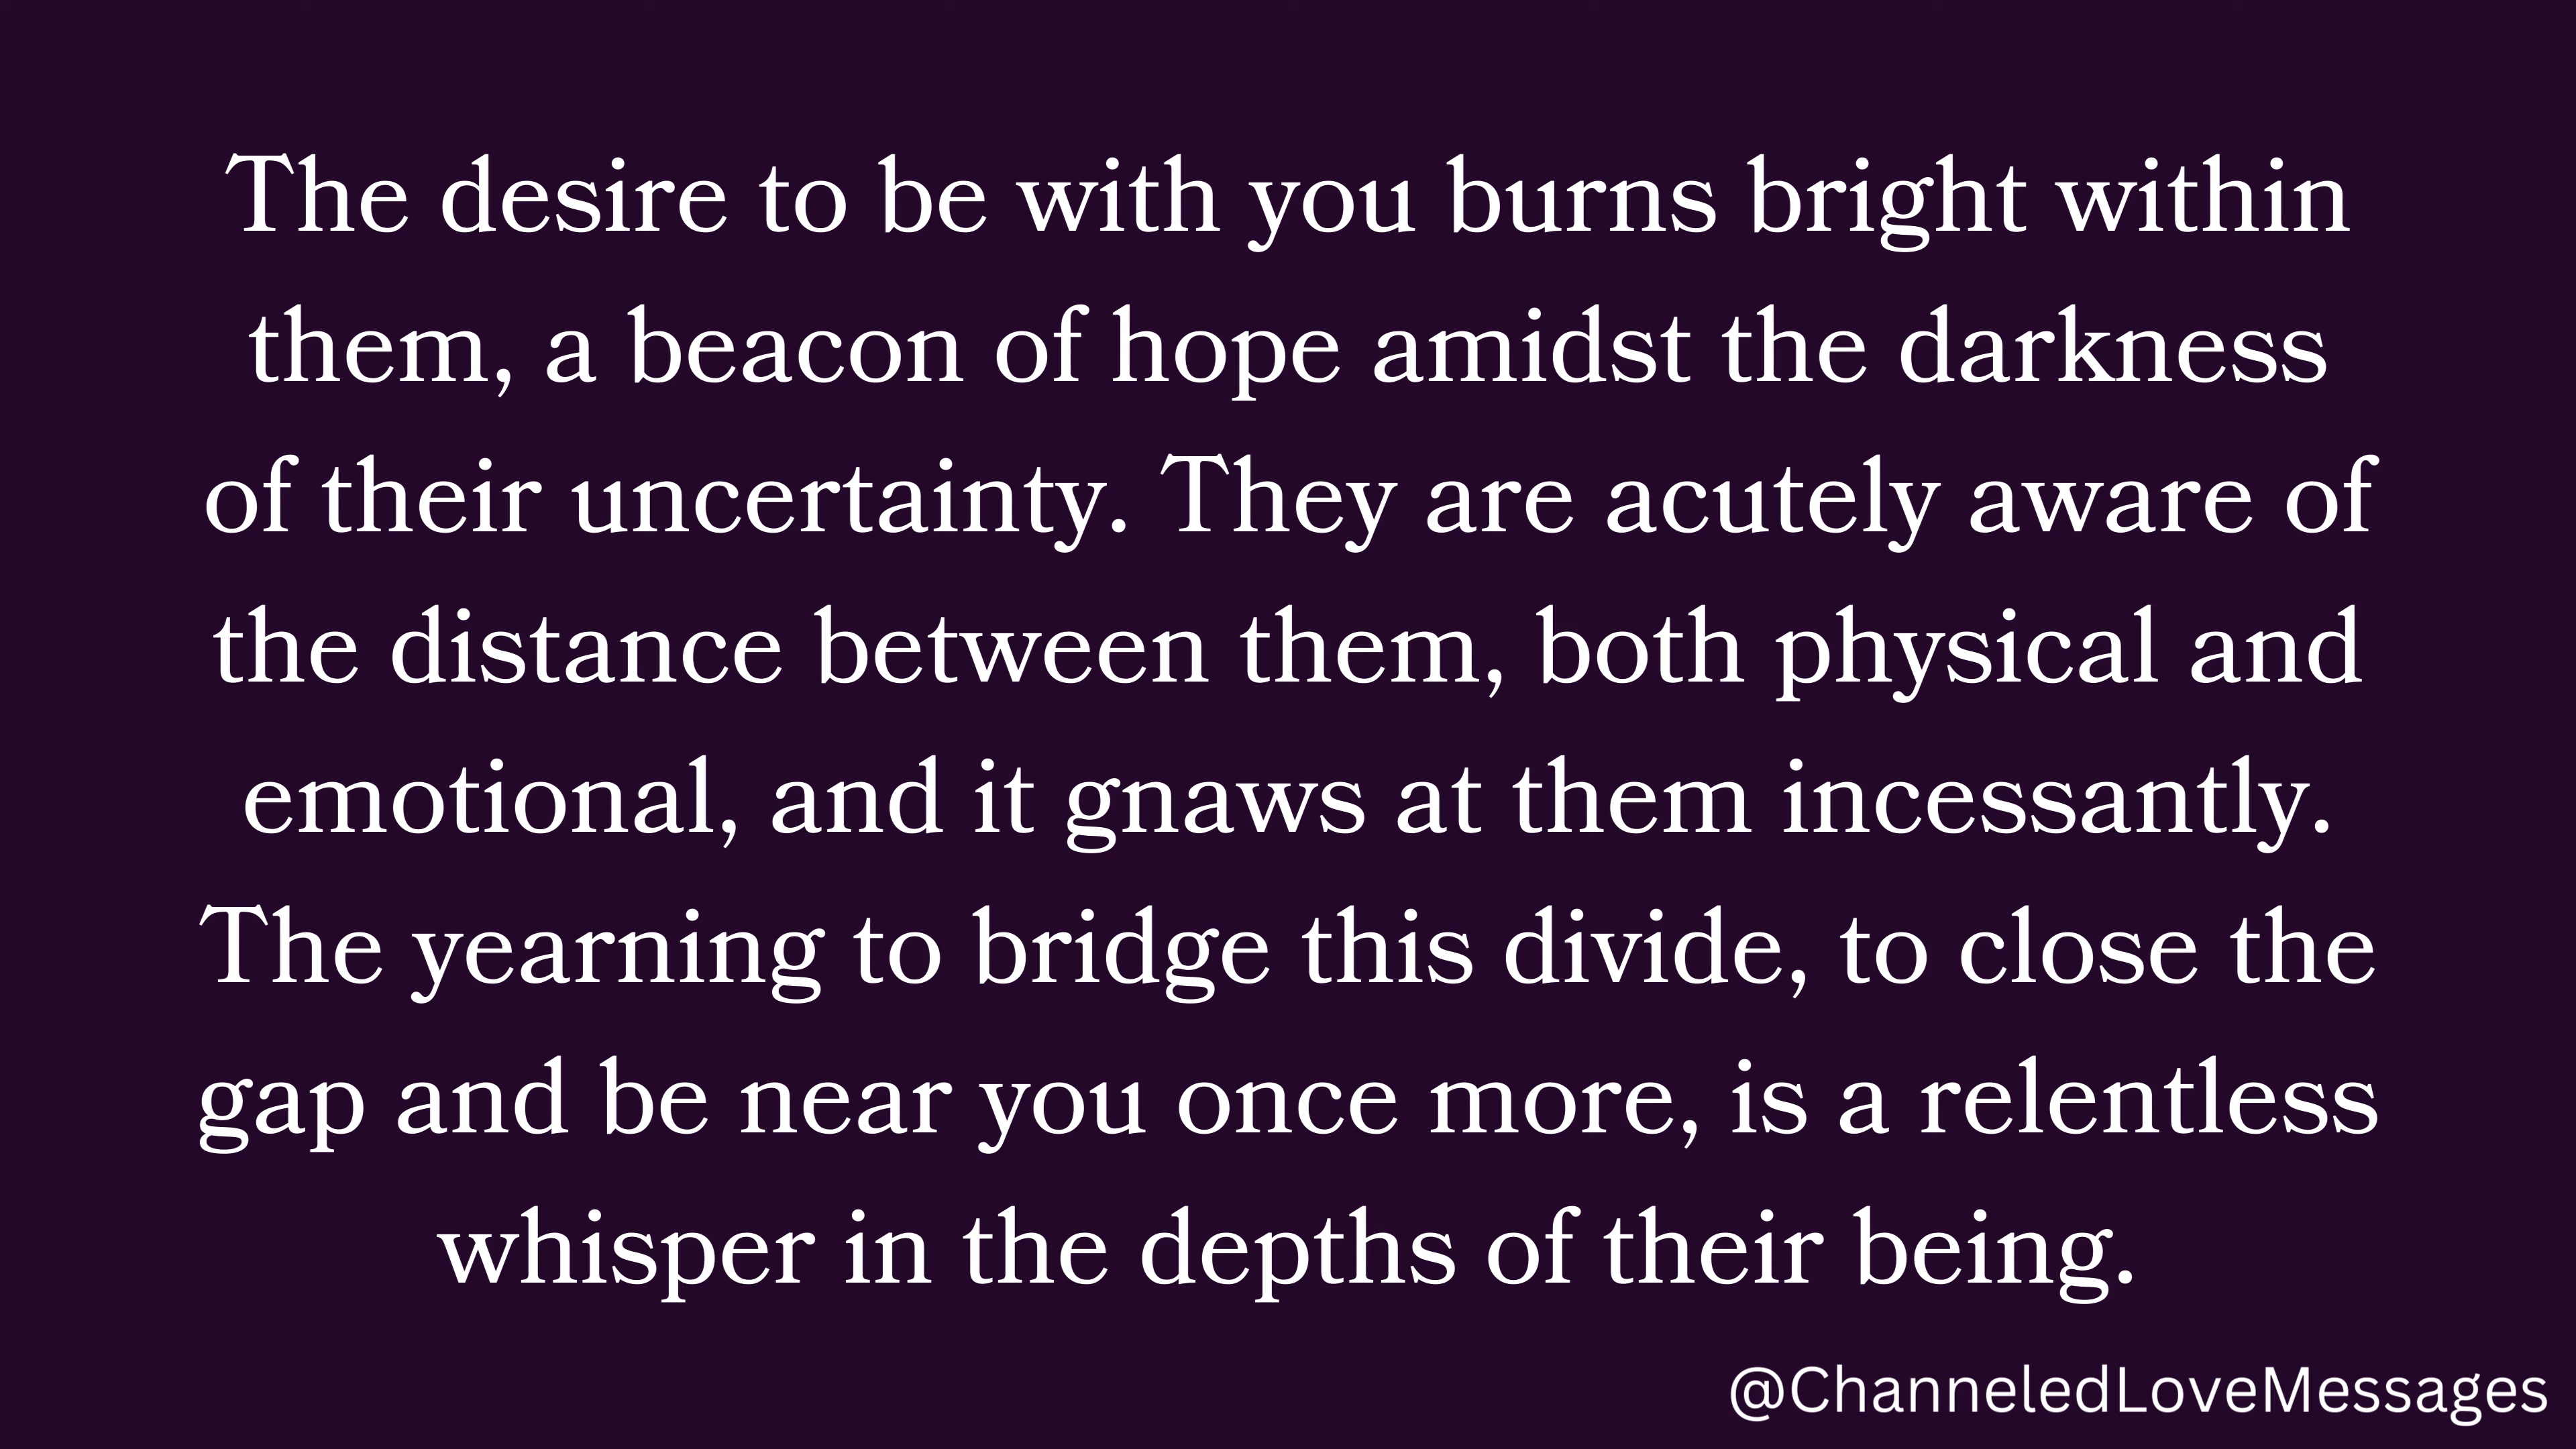 The desire to be with you burns bright within
them, a beacon of hope amidst the darkness
of their uncertainty. They are acutely aware of
the distance between them, both physical and
emotional, and it gnaws at them incessantly.
The yearning to bridge this divide, to close the
gap and be near you once more, is a relentless
whisper in the depths of their being.
@ChanneledLoveMessages